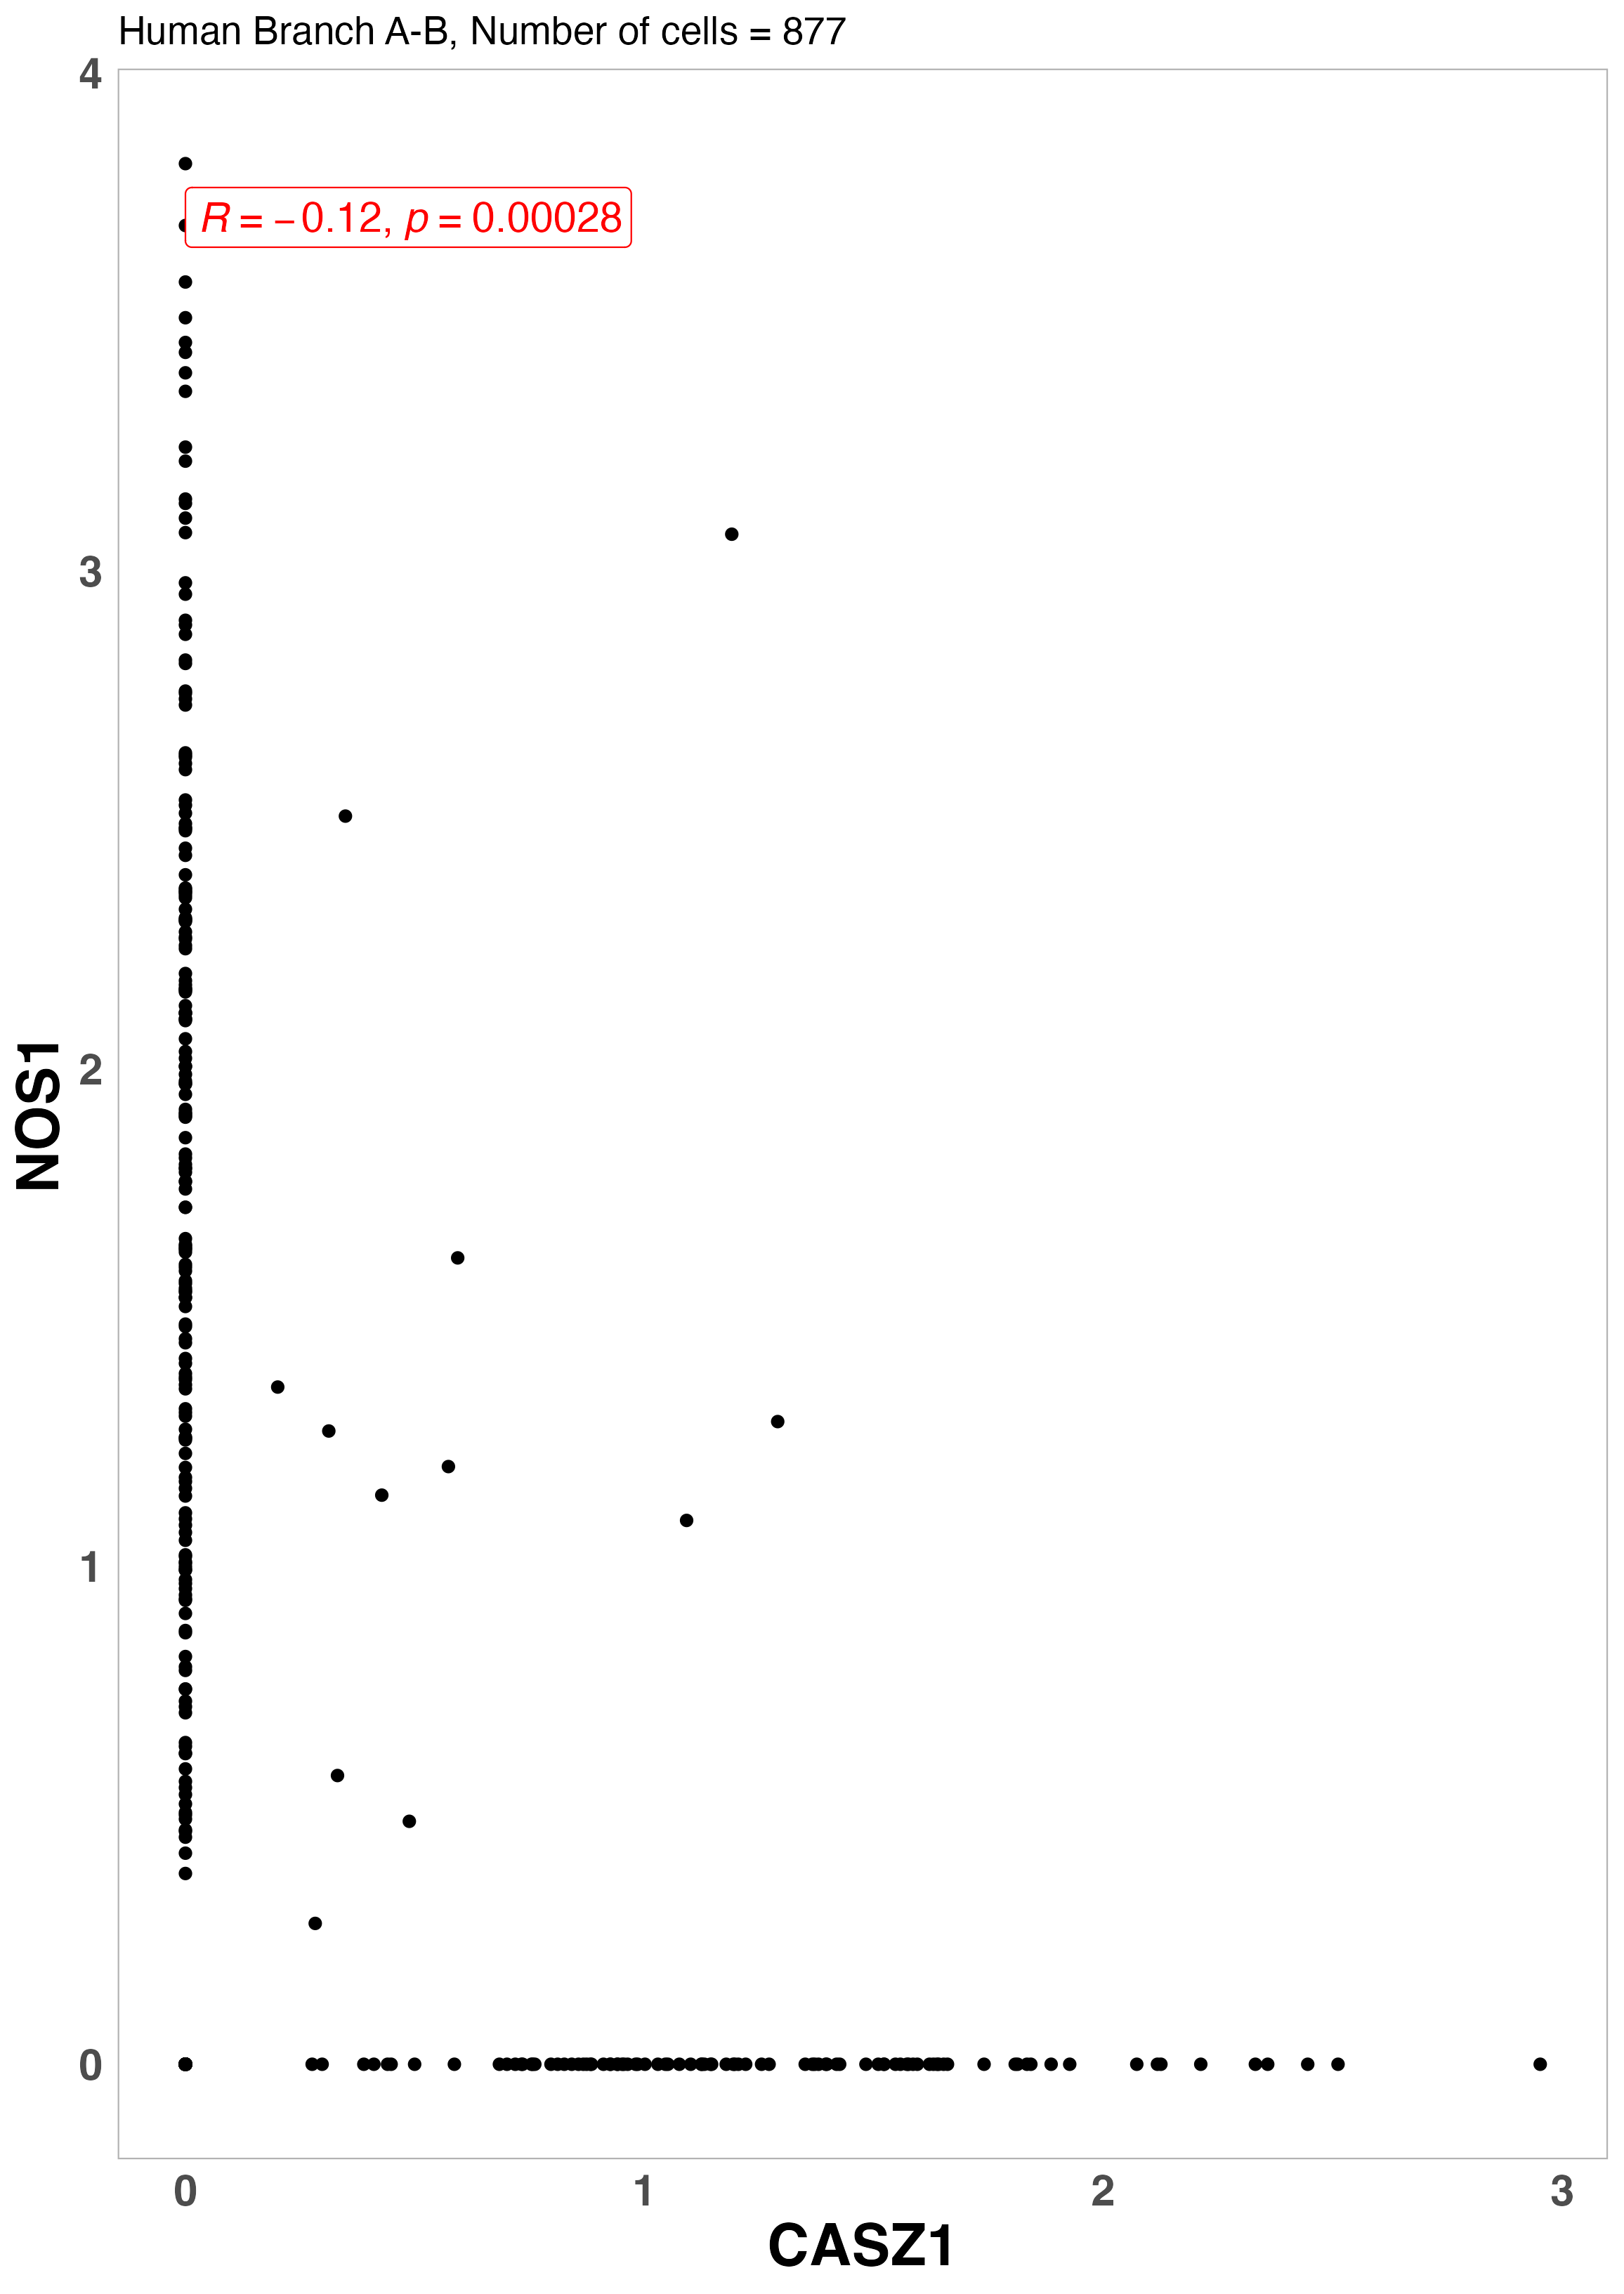 Human Branch A-B, Number of cells = 877
4
R = − 0.12, p = 0.00028
3
NOS1
2
1
0
0 1 2 3
CASZ1